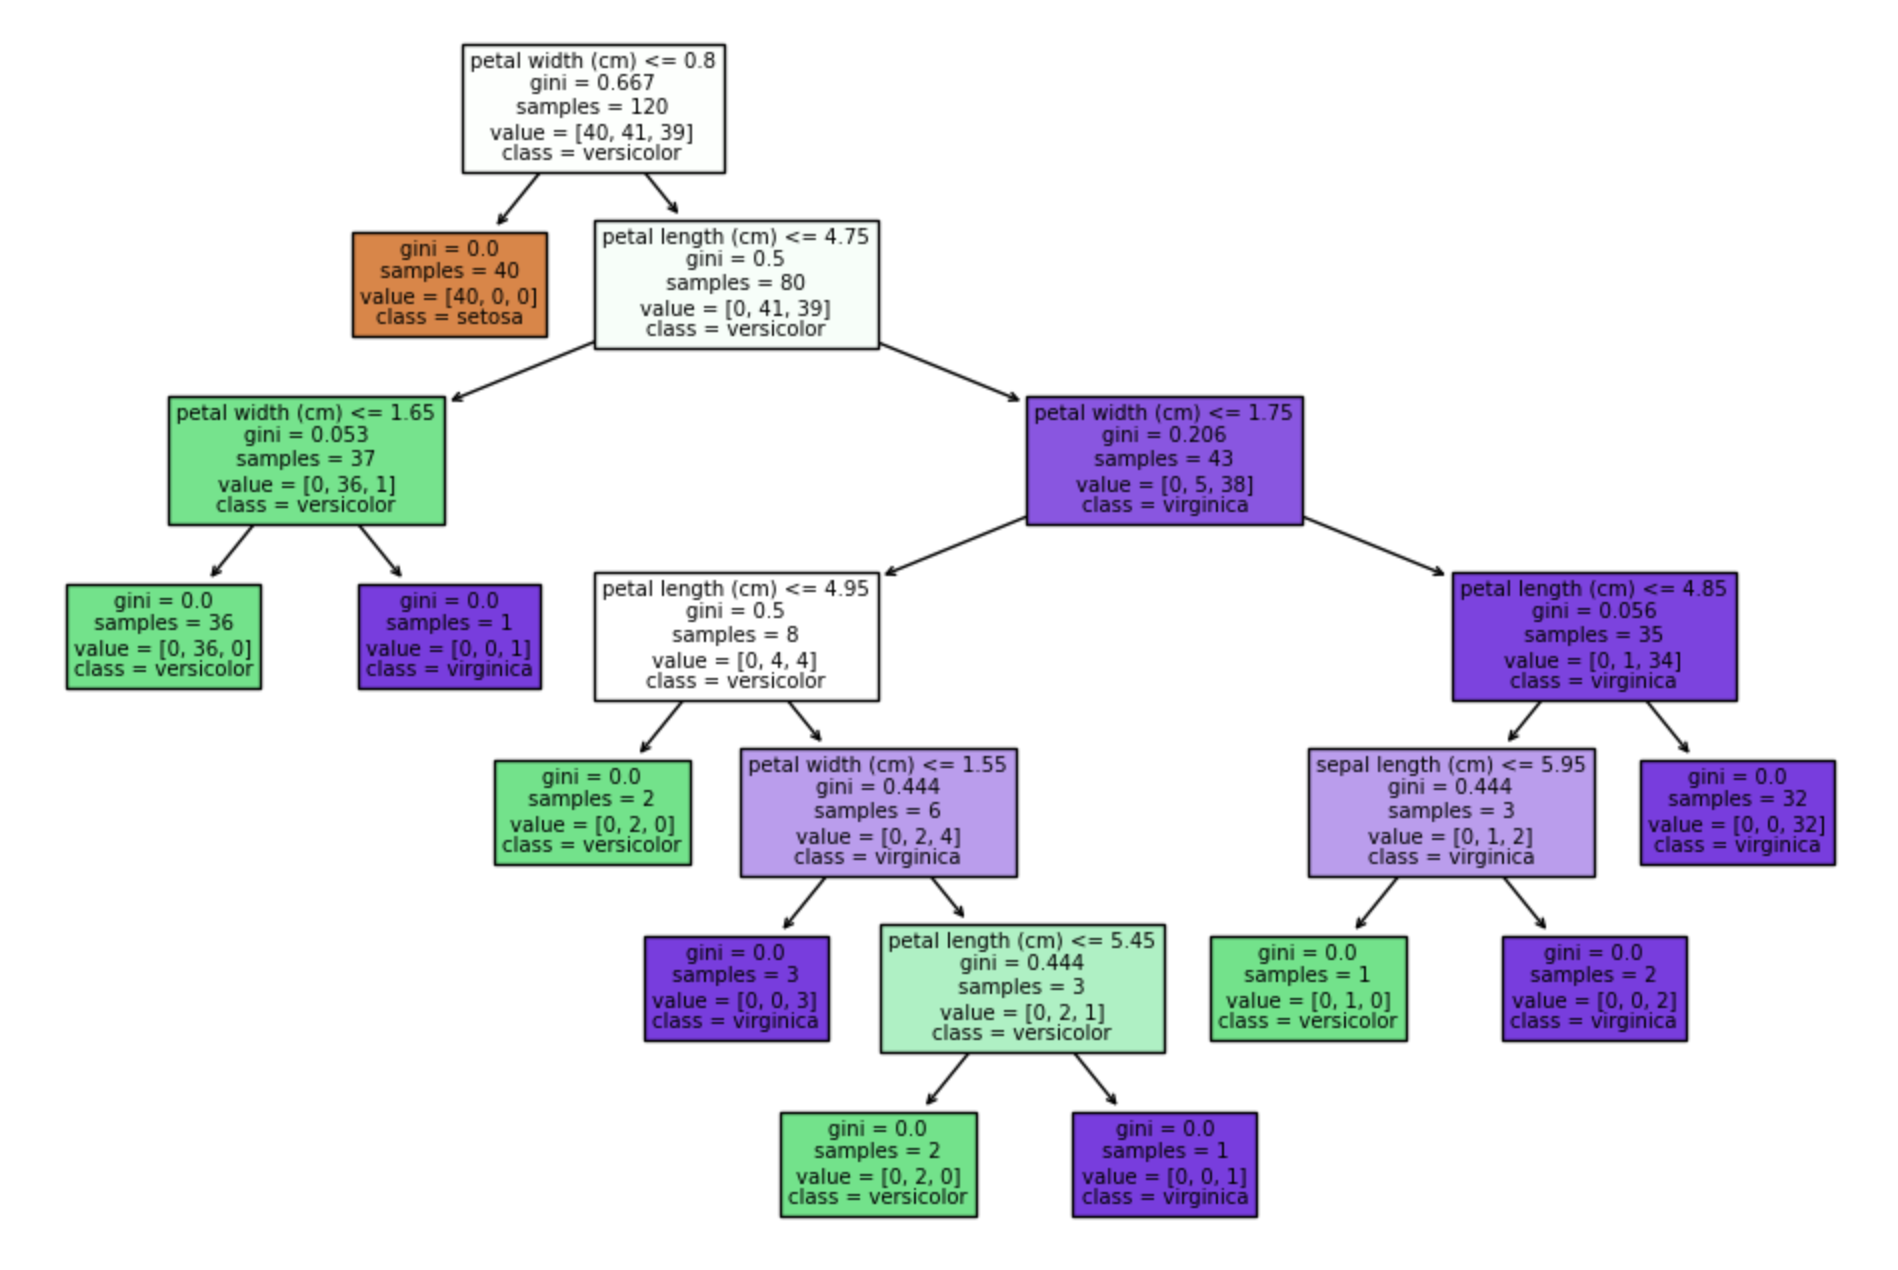 petal width (cm) <= 0.8
gini = 0.667
samples = 120
value = [40, 41, 39]
class = versicolor
gini = 0.0
samples = 40
value = [40, 0, 0]
class = setosa
petal length (cm) <= 4.75
gini = 0.5
samples = 80
value = [0, 41, 39]
class = versicolor
petal width (cm) <= 1.65
gini = 0.053
samples = 37
value = [0, 36, 1]
class = versicolor
petal width (cm) <= 1.75
gini = 0.206
samples = 43
value = [0, 5, 38]
class = virginica
gini = 0.0
samples = 36
value = [0, 36, 0]
class = versicolor
gini = 0.0
samples = 1
value = [0, 0, 1]
class = virginica
petal length (cm) <= 4.95
gini = 0.5
samples = 8
value = [0, 4, 4]
class = versicolor
petal length (cm) <= 4.85
gini = 0.056
samples = 35
value = [0, 1, 34]
class = virginica
gini = 0.0
samples = 2
value = [0, 2, 0]
class = versicolor
petal width (cm) <= 1.55
gini = 0.444
samples = 6
value = [0, 2, 4]
class = virginica
sepal length (cm) <= 5.95
gini = 0.444
samples = 3
value = [0, 1, 2]
class = virginica
gini = 0.0
samples = 32
value = [0, 0, 32]
class = virginica
gini = 0.0
samples = 3
value = [0, 0, 3]
class = virginica
petal length (cm) <= 5.45
gini = 0.444
samples = 3
value = [0, 2, 1]
class = versicolor
gini = 0.0
samples = 1
value = [0, 1, 0]
class = versicolor
gini = 0.0
samples = 2
value = [0, 0, 2]
class = virginica
gini = 0.0
samples = 2
value = [0, 2, 0]
class = versicolor
gini = 0.0
samples = 1
value = [0, 0, 1]
class = virginica